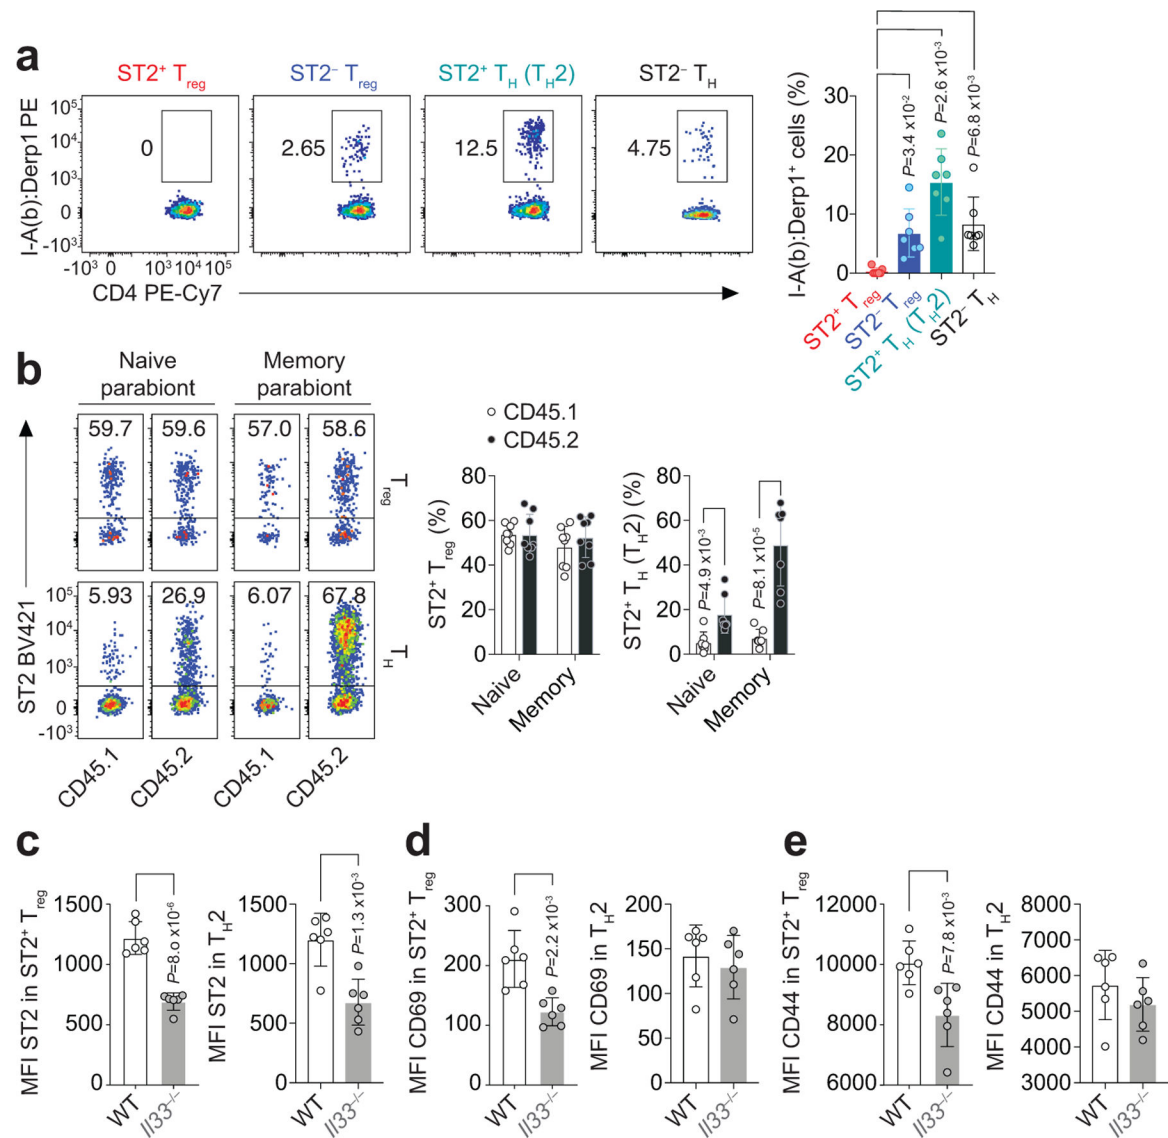 a
ST2⁺ Treg
ST2⁻ Treg
ST2⁺ TH (TH2)
ST2⁻ TH
I-A(b):Derp1 PE
10⁵
10⁴
10³
0
-10³
0
2.65
12.5
4.75
-10³ 0 10³ 10⁴ 10⁵
CD4 PE-Cy7
I-A(b):Derp1⁺ cells (%)
30
20
10
0
P=3.4 x10⁻²
P=2.6 x10⁻³
P=6.8 x10⁻³
ST2⁺ Treg
ST2⁻ Treg
ST2⁺ TH (TH2)
ST2⁻ TH
b
Naive parabiont
Memory parabiont
59.7 59.6 57.0 58.6
Treg
5.93 26.9 6.07 67.8
TH
ST2 BV421
10⁵
10⁴
10³
0
-10³
CD45.1 CD45.2 CD45.1 CD45.2
CD45.1
CD45.2
ST2⁺ Treg (%)
80
60
40
20
0
Naive Memory
ST2⁺ TH (TH2) (%)
80
60
40
20
0
P=4.9 x10⁻³
P=8.1 x10⁻⁵
Naive Memory
c
MFI ST2 in ST2⁺ Treg
1500
1000
500
0
P=8.o x10⁻⁶
WT Il33⁻/⁻
MFI ST2 in TH2
1500
1000
500
0
P=1.3 x10⁻³
WT Il33⁻/⁻
d
MFI CD69 in ST2⁺ Treg
300
200
100
0
P=2.2 x10⁻³
WT Il33⁻/⁻
MFI CD69 in TH2
200
150
100
50
0
WT Il33⁻/⁻
e
MFI CD44 in ST2⁺ Treg
12000
10000
8000
6000
P=7.8 x10⁻³
WT Il33⁻/⁻
MFI CD44 in TH2
8000
7000
6000
5000
4000
3000
WT Il33⁻/⁻